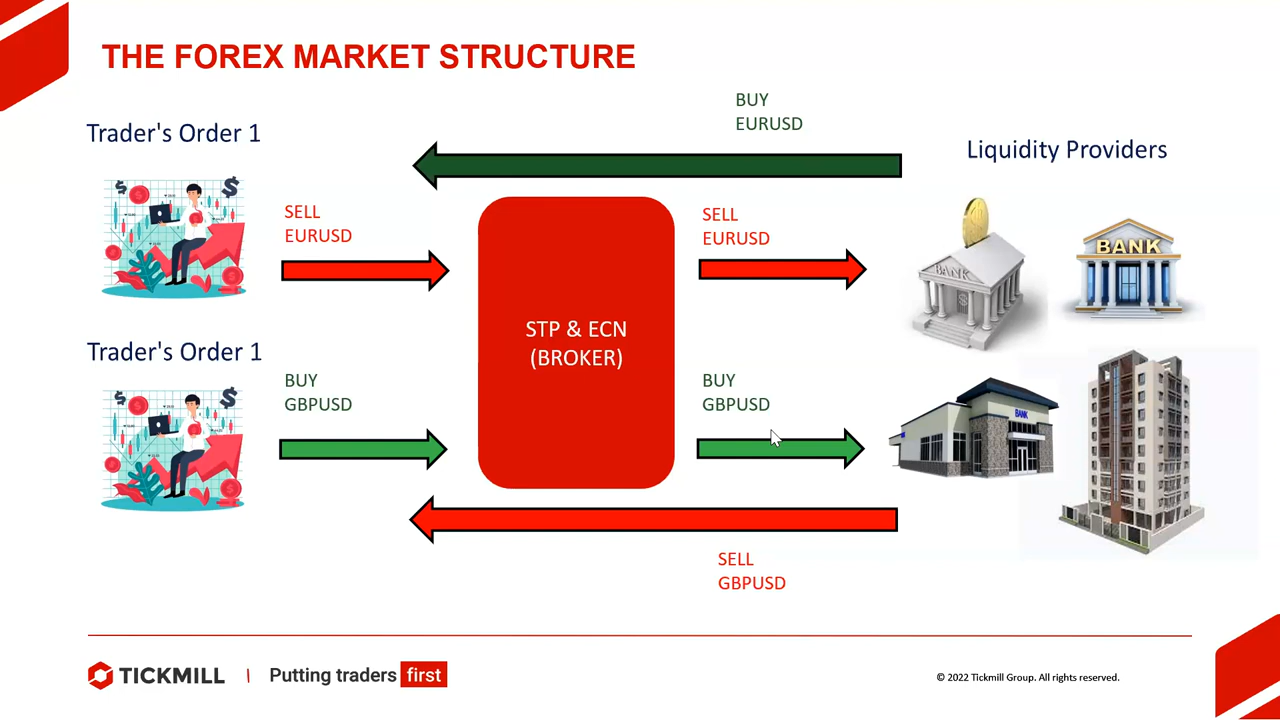 THE FOREX MARKET STRUCTURE
BUY
EURUSD
Trader's Order 1
Liquidity Providers
SELL
EURUSD
SELL
EURUSD
BANK
BANK
STP & ECN
(BROKER)
Trader's Order 1
BUY
GBPUSD
BUY
GBPUSD
BANK
SELL
GBPUSD
TICKMILL
Putting traders first
© 2022 Tickmill Group. All rights reserved.